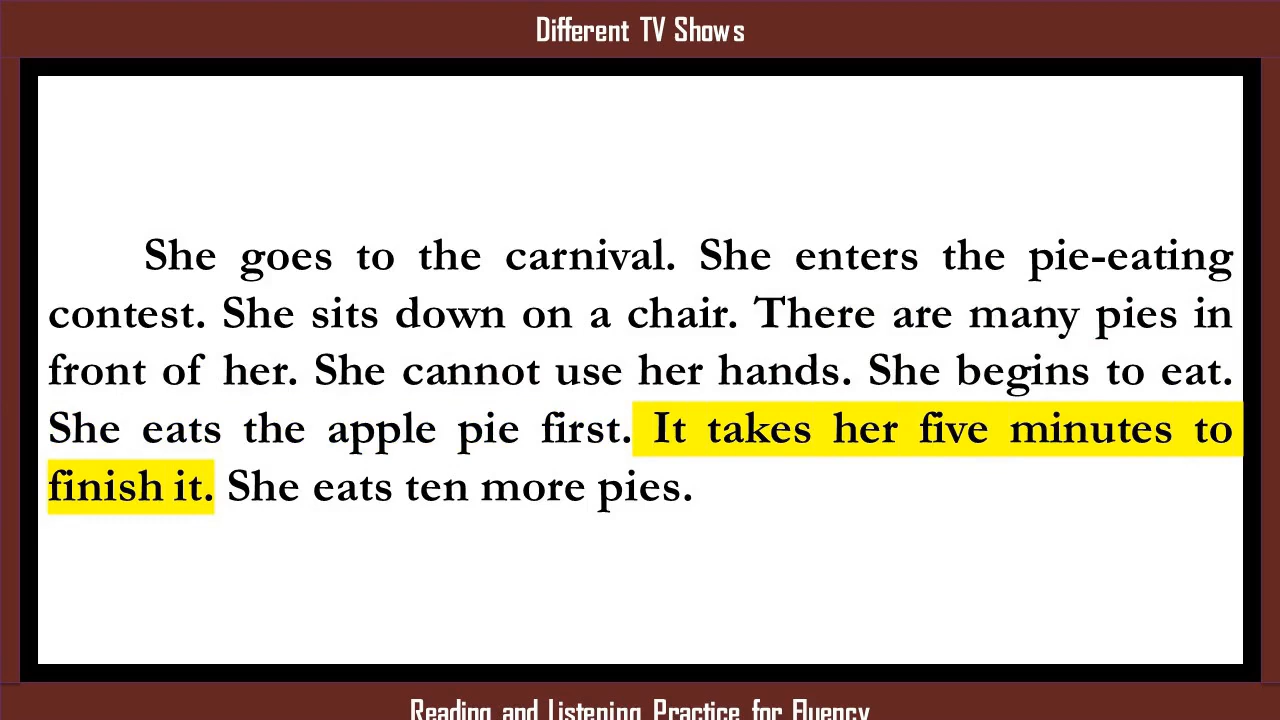 Different TV Shows
She goes to the carnival. She enters the pie-eating
contest. She sits down on a chair. There are many pies in
front of her. She cannot use her hands. She begins to eat.
She eats the apple pie first. It takes her five minutes to
finish it. She eats ten more pies.
Reading and Listening Practice for Fluency